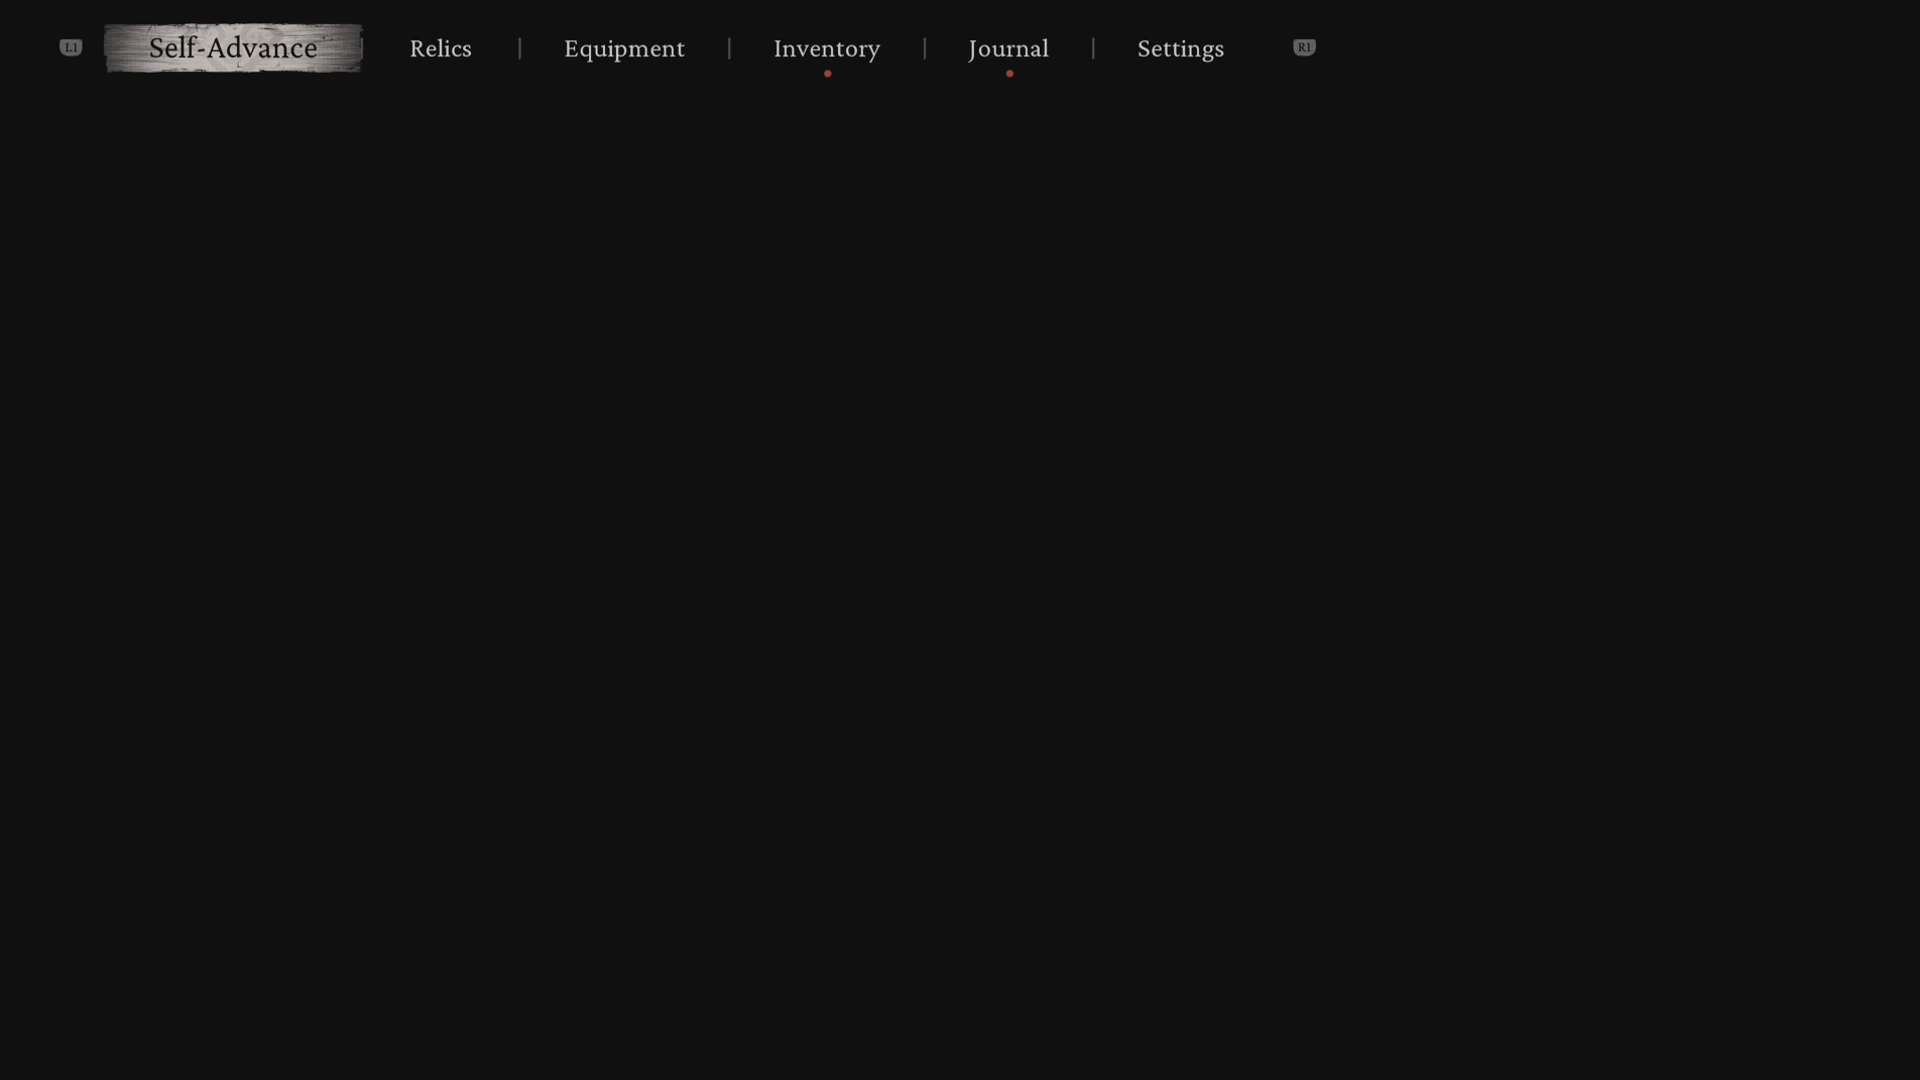 L1 Self-Advance | Relics | Equipment | Inventory | Journal | Settings R1